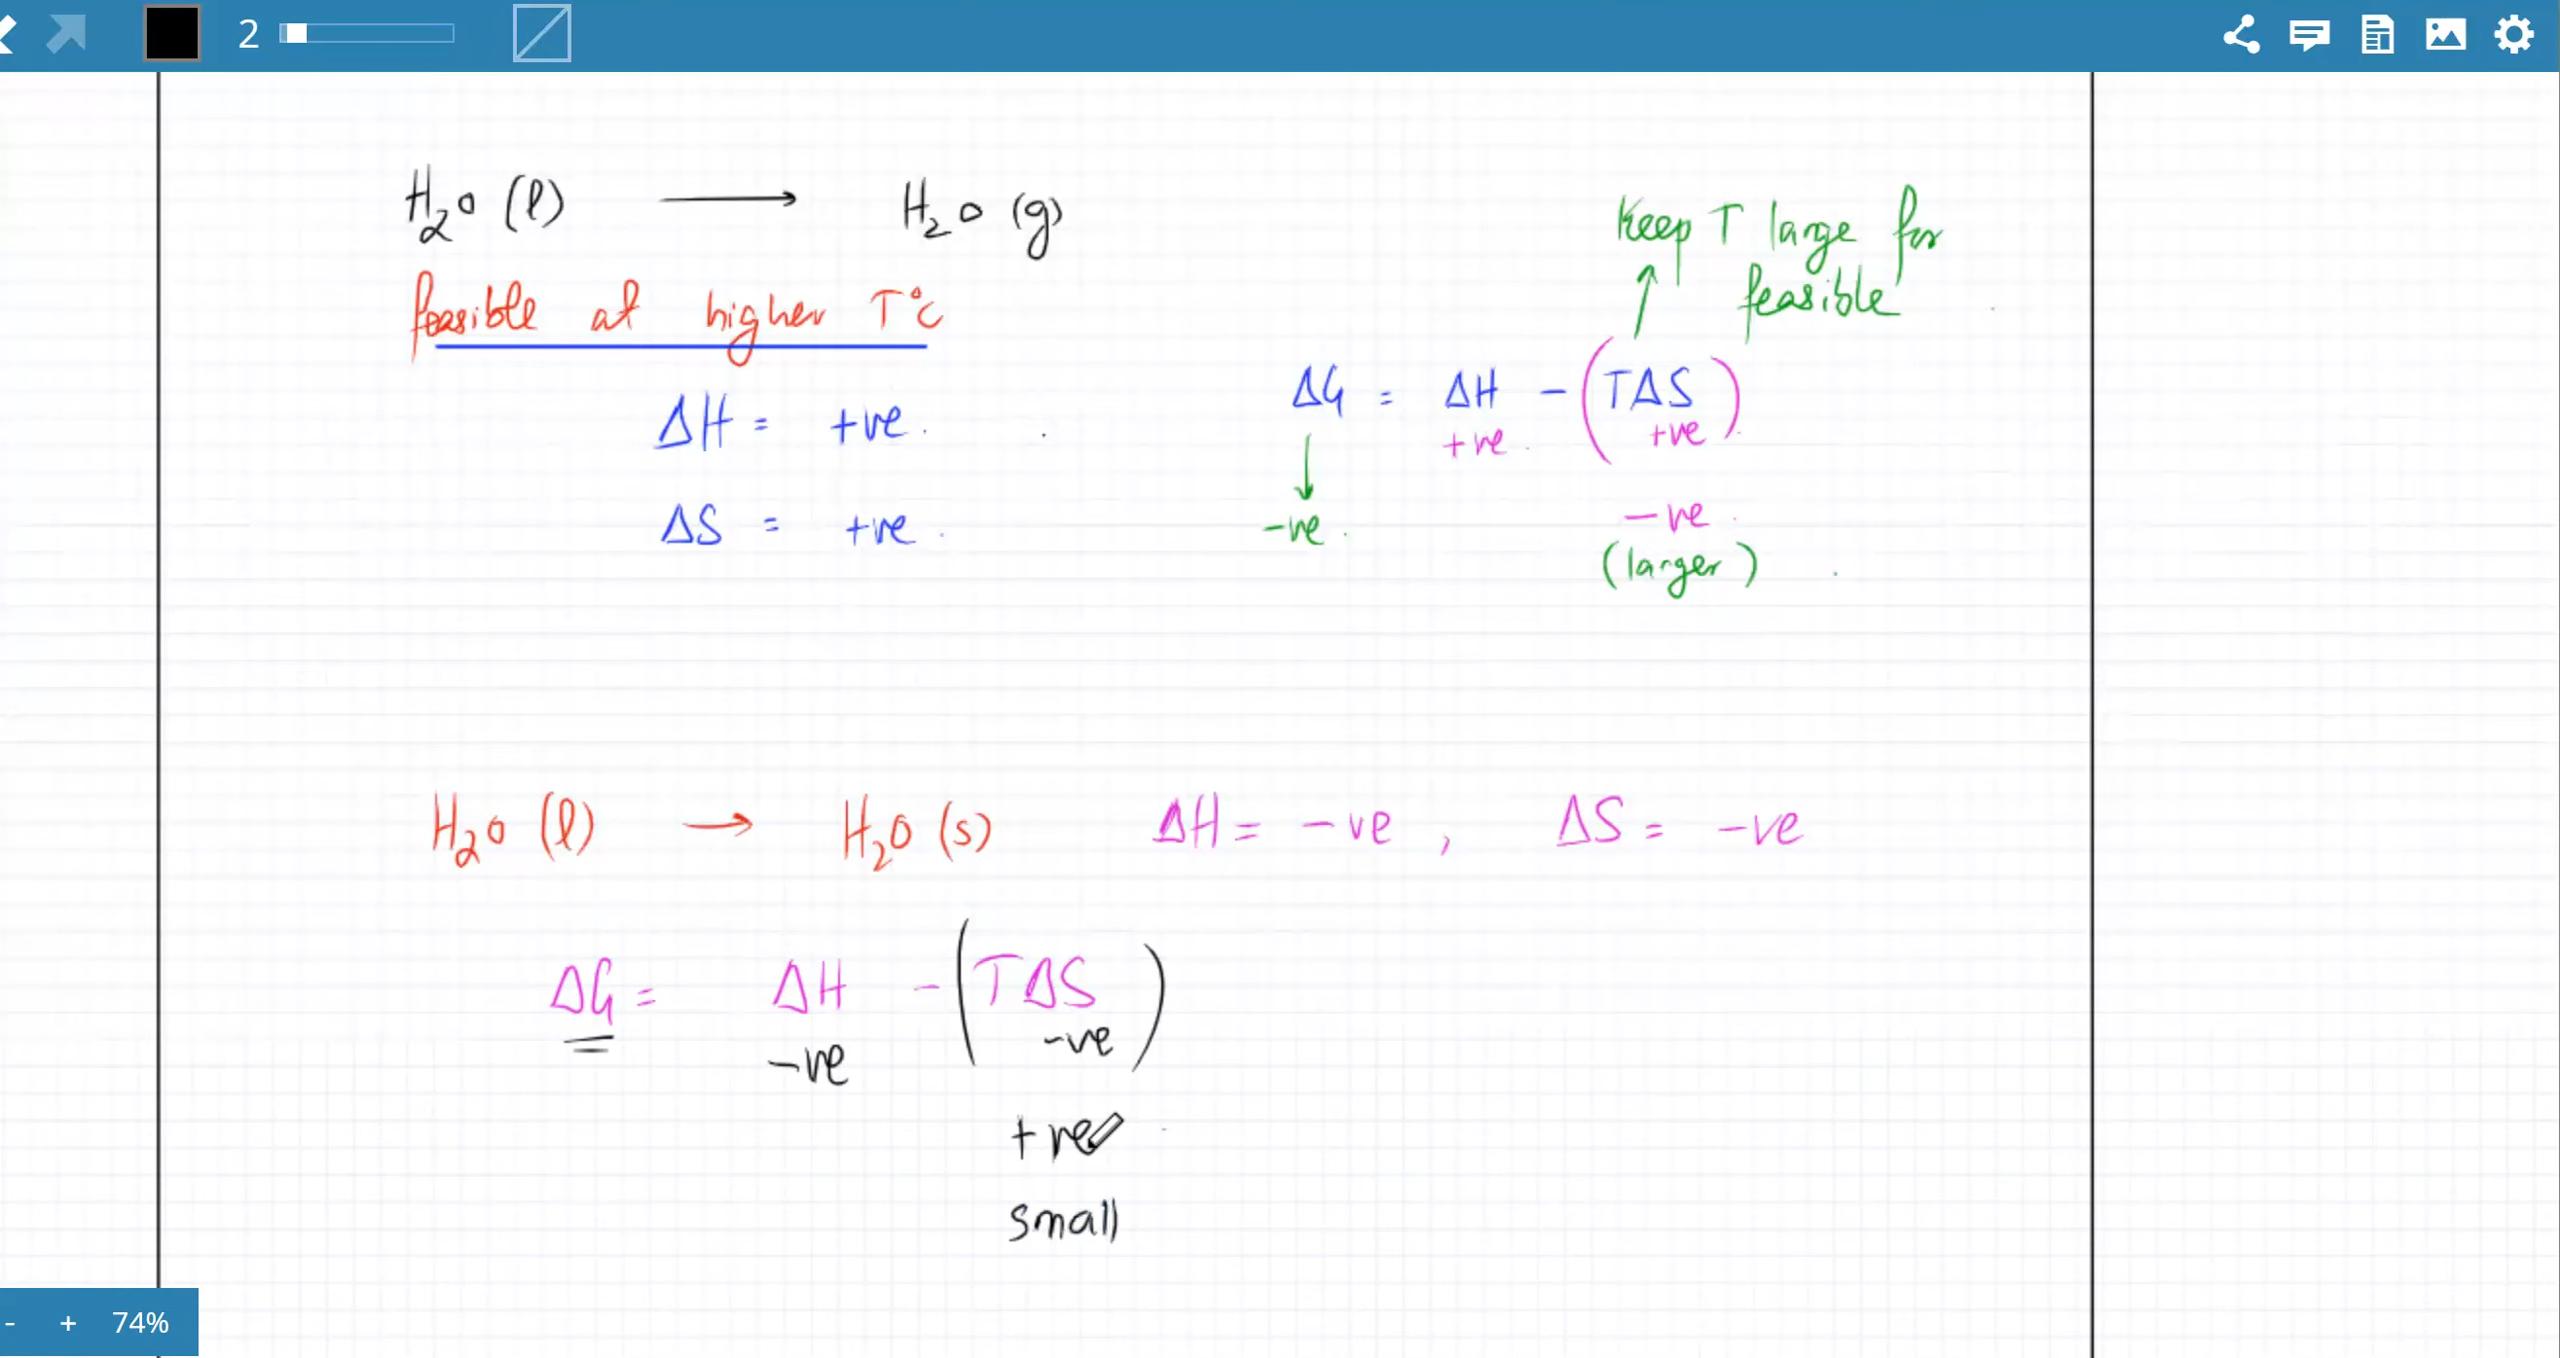 2
H₂O (l) ⟶ H₂O (g)
feasible at higher T°C
ΔH = +ve.
ΔS = +ve.
Keep T large for
feasible
ΔG = ΔH - (TΔS)
+ve. +ve
-ve. -ve.
(larger)
H₂O (l) → H₂O (s) ΔH = -ve, ΔS = -ve
ΔG = ΔH - (TΔS)
-ve -ve
+ve
small
- + 74%